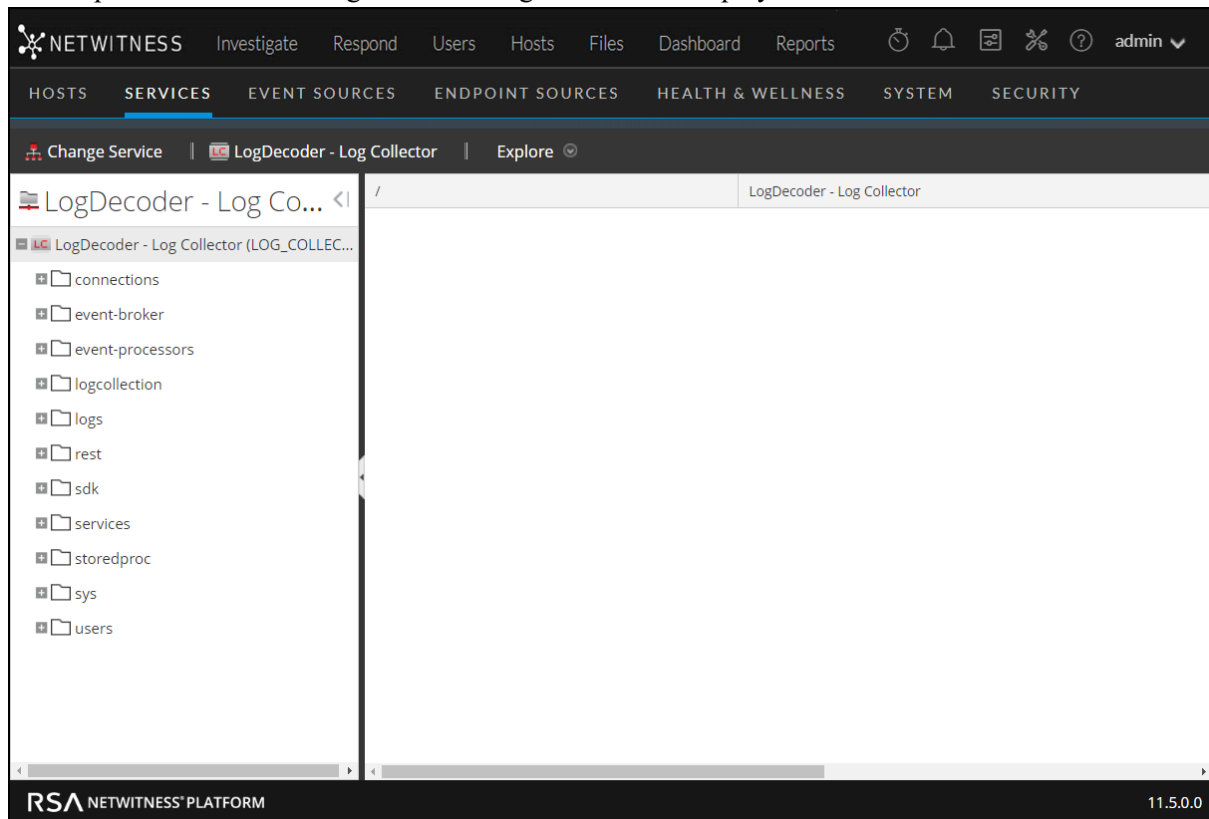 NETWITNESS Investigate Respond Users Hosts Files Dashboard Reports admin
HOSTS SERVICES EVENT SOURCES ENDPOINT SOURCES HEALTH & WELLNESS SYSTEM SECURITY
Change Service | LC LogDecoder - Log Collector | Explore
LogDecoder - Log Co...
/ LogDecoder - Log Collector
LC LogDecoder - Log Collector (LOG_COLLEC...
connections
event-broker
event-processors
logcollection
logs
rest
sdk
services
storedproc
sys
users
RSA NETWITNESS® PLATFORM 11.5.0.0